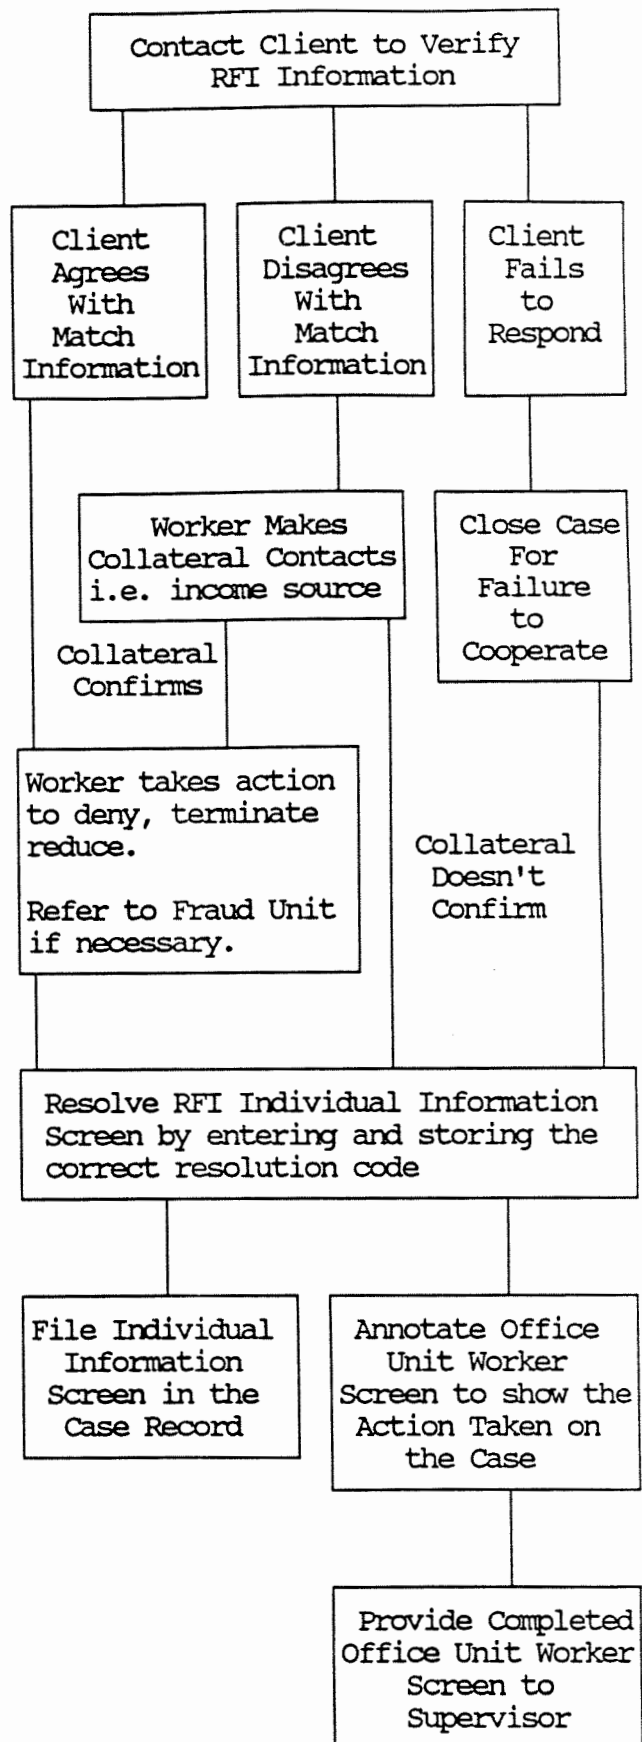 Contact Client to Verify
RFI Information
Client
Agrees
With
Match
Information
Client
Disagrees
With
Match
Information
Client
Fails
to
Respond
Worker Makes
Collateral Contacts
i.e. income source
Close Case
For
Failure
to
Cooperate
Collateral
Confirms
Worker takes action
to deny, terminate
reduce.
Refer to Fraud Unit
if necessary.
Collateral
Doesn't
Confirm
Resolve RFI Individual Information
Screen by entering and storing the
correct resolution code
File Individual
Information
Screen in the
Case Record
Annotate Office
Unit Worker
Screen to show the
Action Taken on
the Case
Provide Completed
Office Unit Worker
Screen to
Supervisor